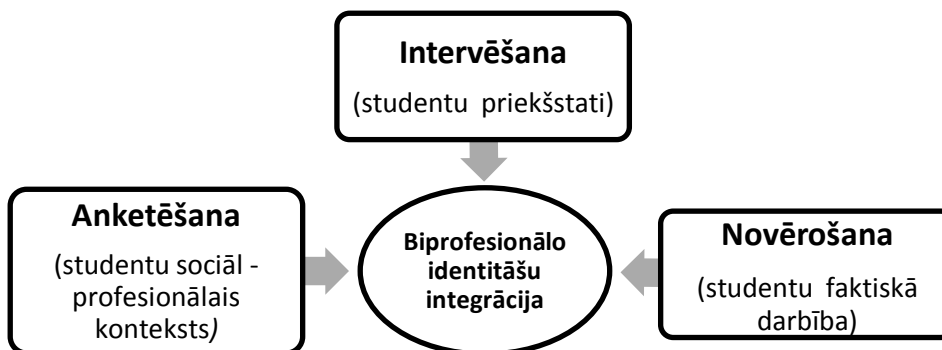 Intervēšana
(studentu priekšstati)
Anketēšana
(studentu sociāl -
profesionālais
konteksts)
Biprofesionālo
identitāšu
integrācija
Novērošana
(studentu faktiskā
darbība)